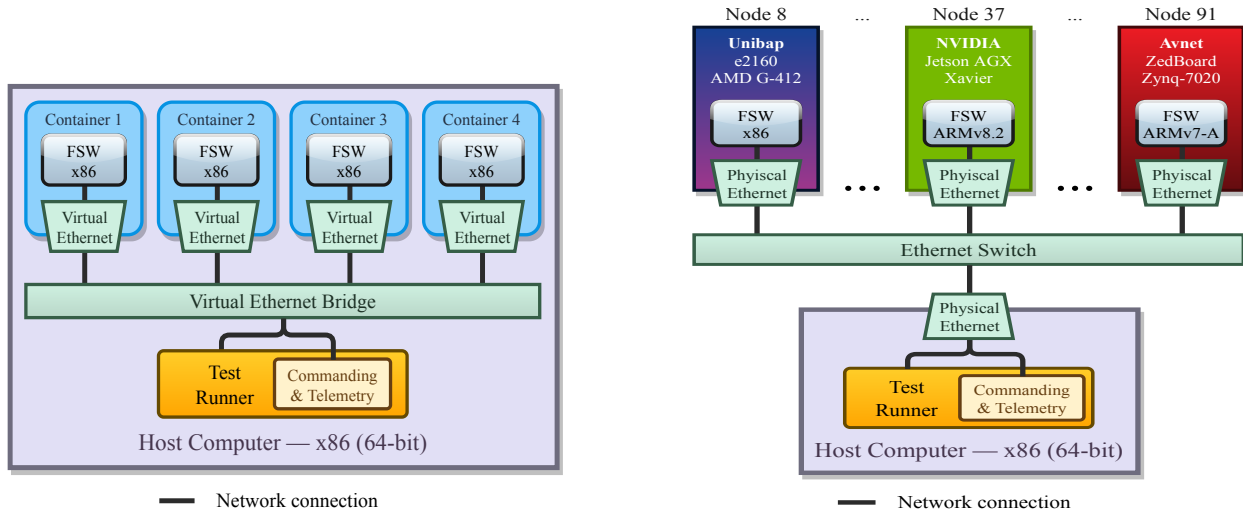 Container 1
FSW
x86
Virtual
Ethernet
Container 2
FSW
x86
Virtual
Ethernet
Container 3
FSW
x86
Virtual
Ethernet
Container 4
FSW
x86
Virtual
Ethernet
Virtual Ethernet Bridge
Test
Runner
Commanding
& Telemetry
Host Computer — x86 (64-bit)
Network connection
Node 8
...
Node 37
...
Node 91
Unibap
e2160
AMD G-412
FSW
x86
Phyiscal
Ethernet
...
NVIDIA
Jetson AGX
Xavier
FSW
ARMv8.2
Phyiscal
Ethernet
...
Avnet
ZedBoard
Zynq-7020
FSW
ARMv7-A
Phyiscal
Ethernet
Ethernet Switch
Physical
Ethernet
Test
Runner
Commanding
& Telemetry
Host Computer — x86 (64-bit)
Network connection